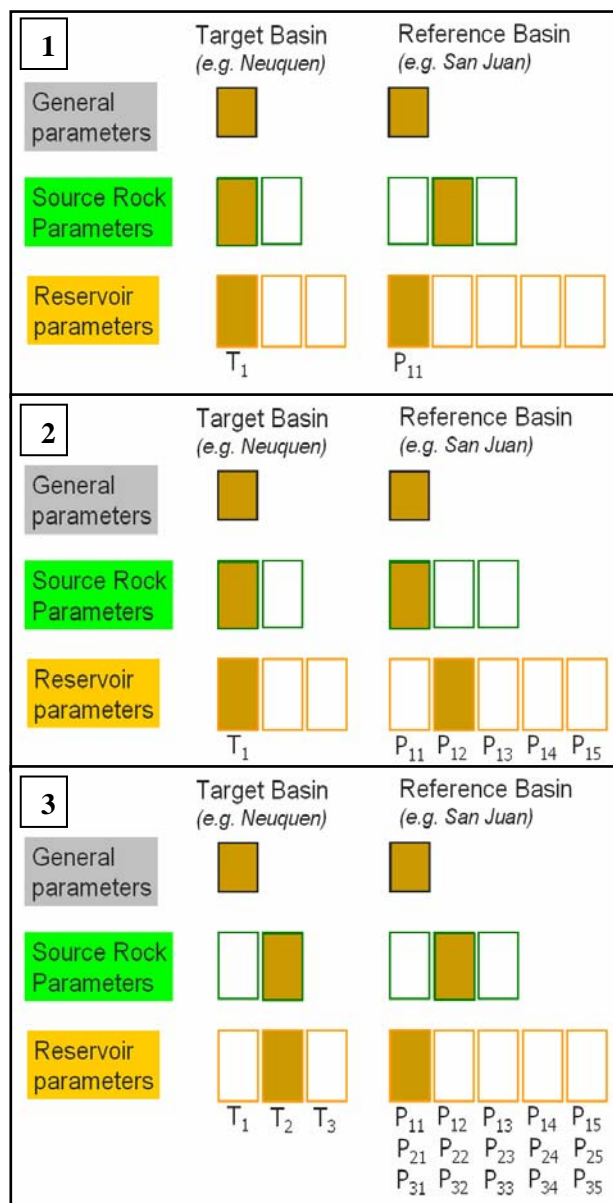 1
Target Basin
(e.g. Neuquen)
Reference Basin
(e.g. San Juan)
General
parameters
Source Rock
Parameters
Reservoir
parameters
T1
P11
2
Target Basin
(e.g. Neuquen)
Reference Basin
(e.g. San Juan)
General
parameters
Source Rock
Parameters
Reservoir
parameters
T1
P11 P12 P13 P14 P15
3
Target Basin
(e.g. Neuquen)
Reference Basin
(e.g. San Juan)
General
parameters
Source Rock
Parameters
Reservoir
parameters
T1 T2 T3
P11 P12 P13 P14 P15
P21 P22 P23 P24 P25
P31 P32 P33 P34 P35